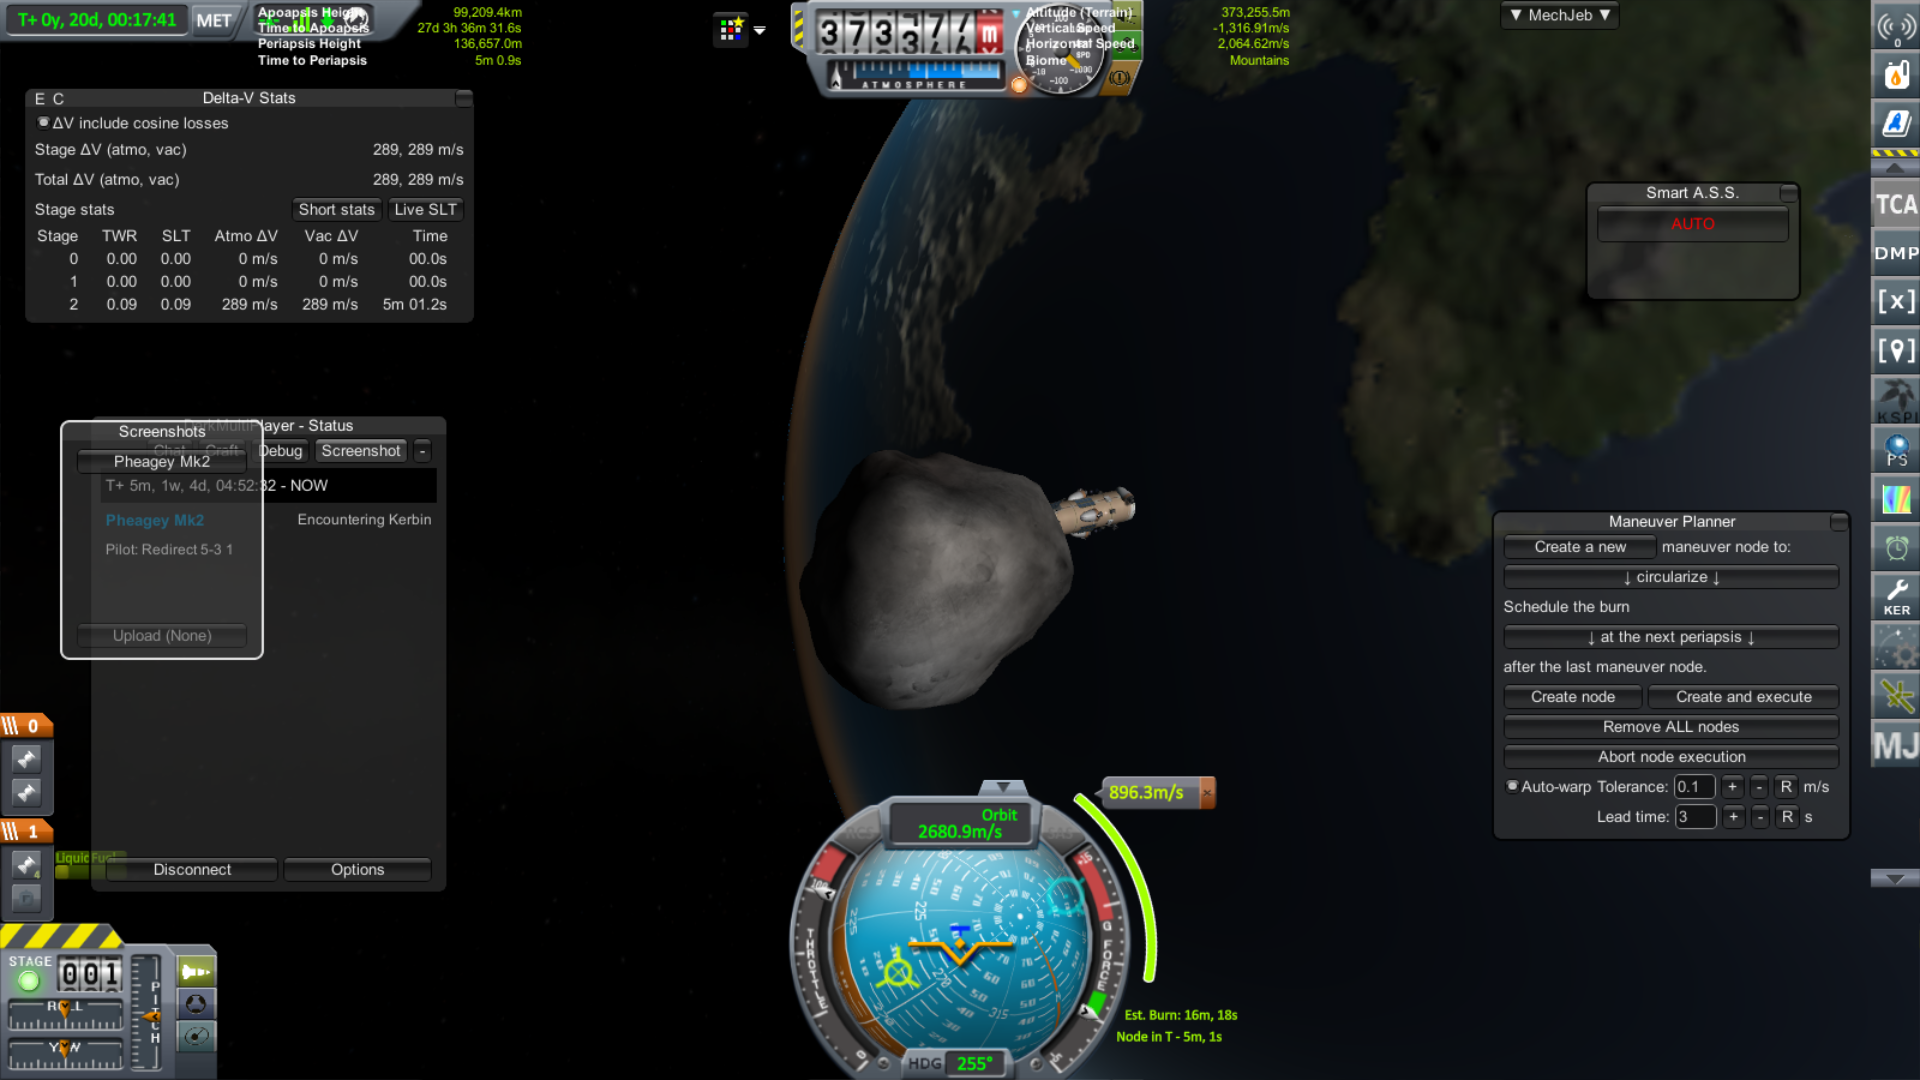 T+ 0y, 20d, 00:17:41
MET
Apoapsis Height 99,209.4km
Time to Apoapsis 27d 3h 36m 31.6s
Periapsis Height 136,657.0m
Time to Periapsis 5m 0.9s
m
ATMOSPHERE
Altitude (Terrain) 373,255.5m
Vertical Speed -1,316.91m/s
Horizontal Speed 2,064.62m/s
Biome Mountains
▼ MechJeb ▼
E C Delta-V Stats
ΔV include cosine losses
Stage ΔV (atmo, vac) 289, 289 m/s
Total ΔV (atmo, vac) 289, 289 m/s
Stage stats Short stats Live SLT
Stage TWR SLT Atmo ΔV Vac ΔV Time
0 0.00 0.00 0 m/s 0 m/s 00.0s
1 0.00 0.00 0 m/s 0 m/s 00.0s
2 0.09 0.09 289 m/s 289 m/s 5m 01.2s
Smart A.S.S.
AUTO
0
TCA
DMP
[x]
KSPI
PS
KER
MJ
DarkMultiPlayer - Status
Chat Craft Debug Screenshot -
T+ 5m, 1w, 4d, 04:52:32 - NOW
Pheagey Mk2 Encountering Kerbin
Pilot: Redirect 5-3 1
Disconnect Options
Screenshots
Pheagey Mk2
Upload (None)
Maneuver Planner
Create a new maneuver node to:
↓ circularize ↓
Schedule the burn
↓ at the next periapsis ↓
after the last maneuver node.
Create node Create and execute
Remove ALL nodes
Abort node execution
Auto-warp Tolerance: 0.1 + - R m/s
Lead time: 3 + - R s
0
1
4
Liquid Fuel
STAGE
001
ROLL
YAW
PITCH
896.3m/s ×
Orbit
2680.9m/s
THROTTLE
G FORCE
HDG 255°
Est. Burn: 16m, 18s
Node in T - 5m, 1s